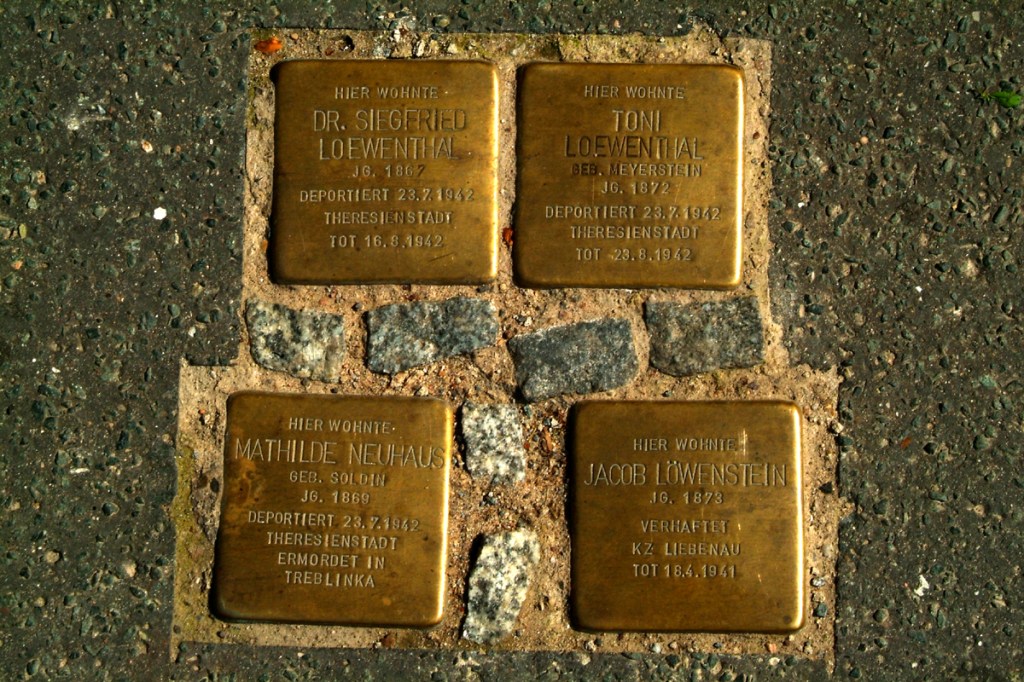 HIER WOHNTE
DR. SIEGFRIED
LOEWENTHAL
JG. 1867
DEPORTIERT 23.7.1942
THERESIENSTADT
TOT 16.8.1942
HIER WOHNTE
TONI
LOEWENTHAL
GEB. MEYERSTEIN
JG. 1872
DEPORTIERT 23.7.1942
THERESIENSTADT
TOT 23.8.1942
HIER WOHNTE
MATHILDE NEUHAUS
GEB. SOLDIN
JG. 1869
DEPORTIERT 23.7.1942
THERESIENSTADT
ERMORDET IN
TREBLINKA
HIER WOHNTE
JACOB LÖWENSTEIN
JG. 1873
VERHAFTET
KZ LIEBENAU
TOT 18.4.1941